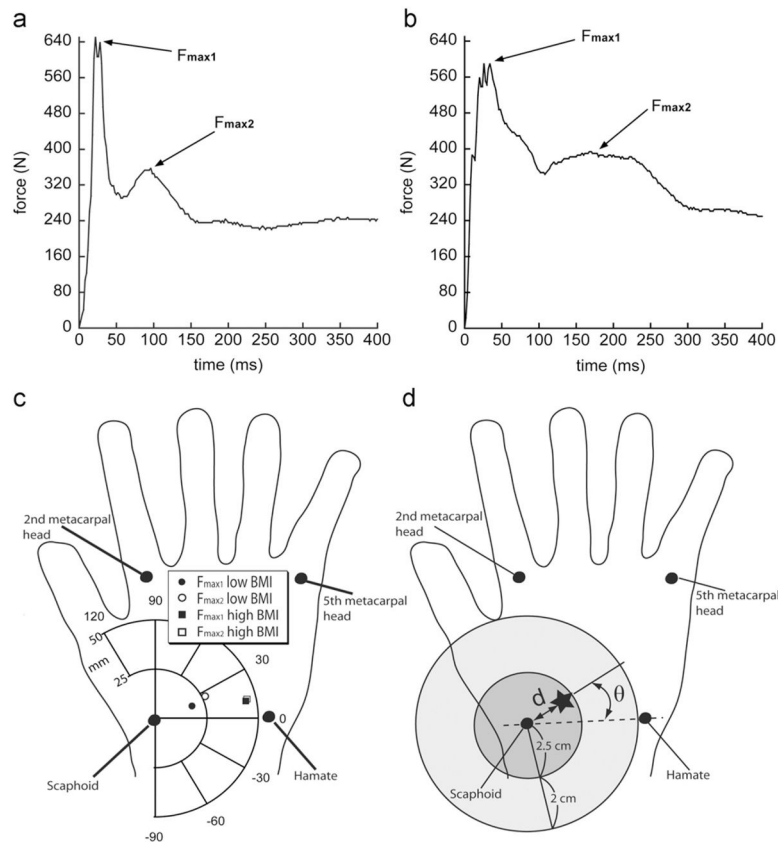 a
force (N)
640
560
480
400
320
240
160
80
0
Fmax1
Fmax2
0 50 100 150 200 250 300 350 400
time (ms)
b
force (N)
640
560
480
400
320
240
160
80
0
Fmax1
Fmax2
0 50 100 150 200 250 300 350 400
time (ms)
c
2nd metacarpal
head
Fmax1 low BMI
Fmax2 low BMI
Fmax1 high BMI
Fmax2 high BMI
5th metacarpal
head
120
90
50
mm
25
30
0
-30
-60
-90
Scaphoid
Hamate
d
2nd metacarpal
head
5th metacarpal
head
d
θ
2.5 cm
2 cm
Scaphoid
Hamate